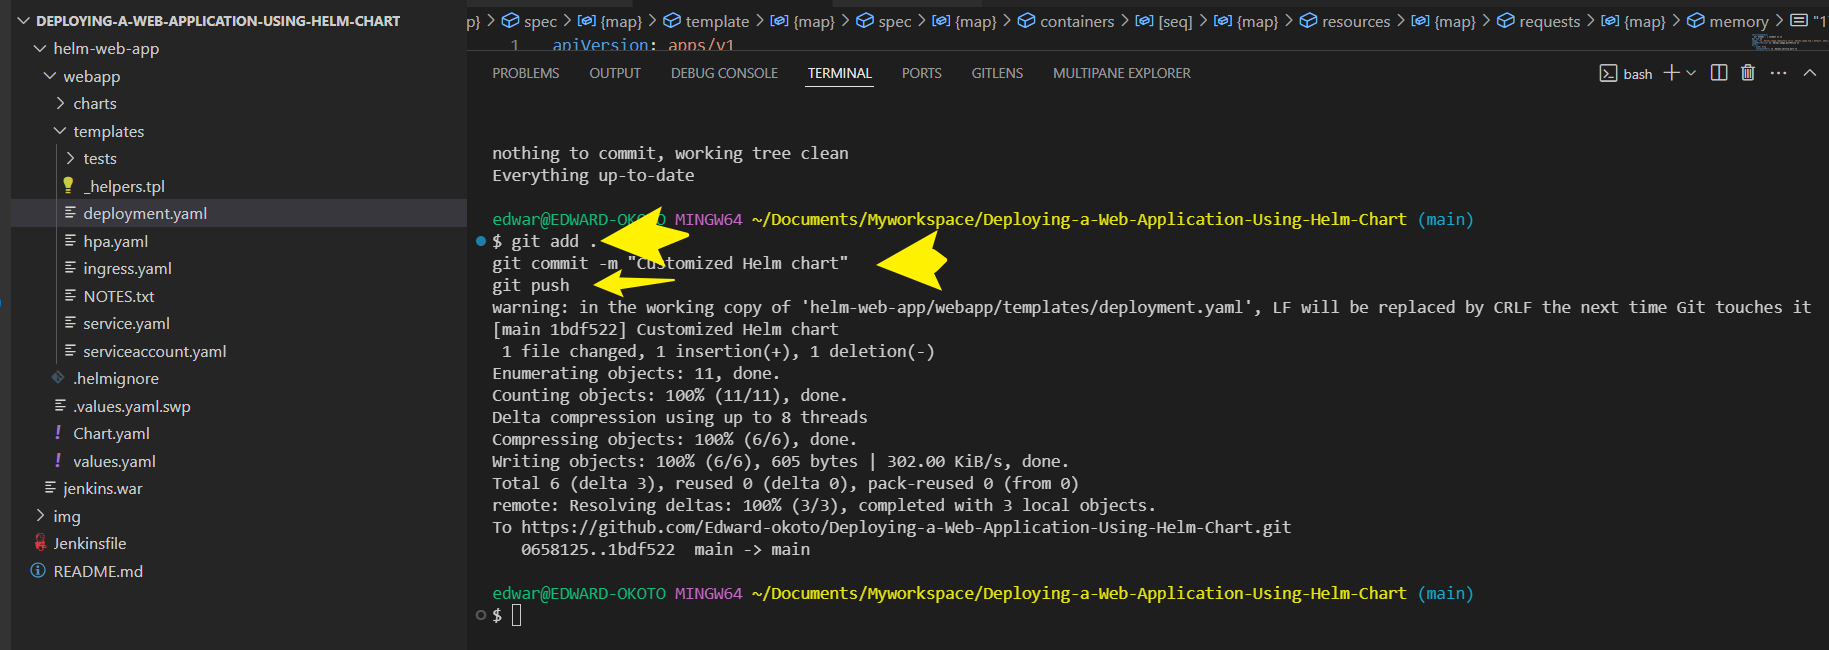 DEPLOYING-A-WEB-APPLICATION-USING-HELM-CHART
helm-web-app
webapp
charts
templates
tests
_helpers.tpl
deployment.yaml
hpa.yaml
ingress.yaml
NOTES.txt
service.yaml
serviceaccount.yaml
.helmignore
.values.yaml.swp
! Chart.yaml
! values.yaml
jenkins.war
img
Jenkinsfile
README.md
p} > spec > {map} > template > {map} > spec > {map} > containers > [seq] > {map} > resources > {map} > requests > {map} > memory > "1
1 apiVersion: apps/v1
PROBLEMS OUTPUT DEBUG CONSOLE TERMINAL PORTS GITLENS MULTIPANE EXPLORER bash
nothing to commit, working tree clean
Everything up-to-date
edwar@EDWARD-OKOTO MINGW64 ~/Documents/Myworkspace/Deploying-a-Web-Application-Using-Helm-Chart (main)
$ git add .
git commit -m "Customized Helm chart"
git push
warning: in the working copy of 'helm-web-app/webapp/templates/deployment.yaml', LF will be replaced by CRLF the next time Git touches it
[main 1bdf522] Customized Helm chart
1 file changed, 1 insertion(+), 1 deletion(-)
Enumerating objects: 11, done.
Counting objects: 100% (11/11), done.
Delta compression using up to 8 threads
Compressing objects: 100% (6/6), done.
Writing objects: 100% (6/6), 605 bytes | 302.00 KiB/s, done.
Total 6 (delta 3), reused 0 (delta 0), pack-reused 0 (from 0)
remote: Resolving deltas: 100% (3/3), completed with 3 local objects.
To https://github.com/Edward-okoto/Deploying-a-Web-Application-Using-Helm-Chart.git
0658125..1bdf522 main -> main
edwar@EDWARD-OKOTO MINGW64 ~/Documents/Myworkspace/Deploying-a-Web-Application-Using-Helm-Chart (main)
$